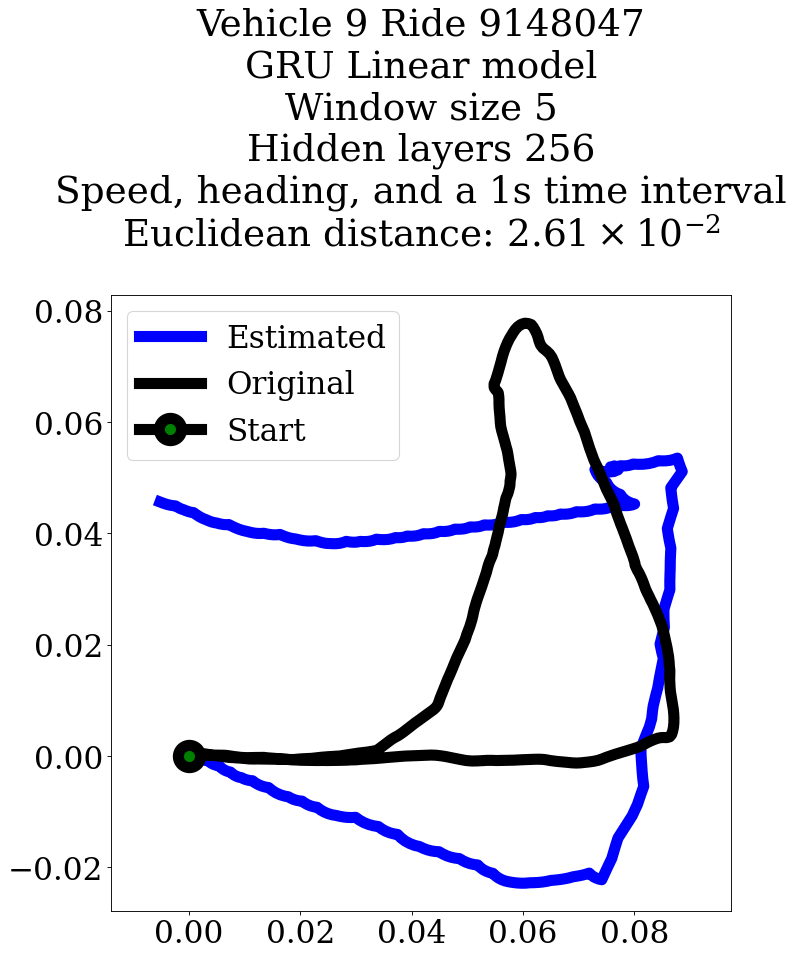 Vehicle 9 Ride 9148047
GRU Linear model
Window size 5
Hidden layers 256
Speed, heading, and a 1s time interval
Euclidean distance: 2.61 × 10⁻²
Estimated
Original
Start
0.08
0.06
0.04
0.02
0.00
−0.02
0.00 0.02 0.04 0.06 0.08